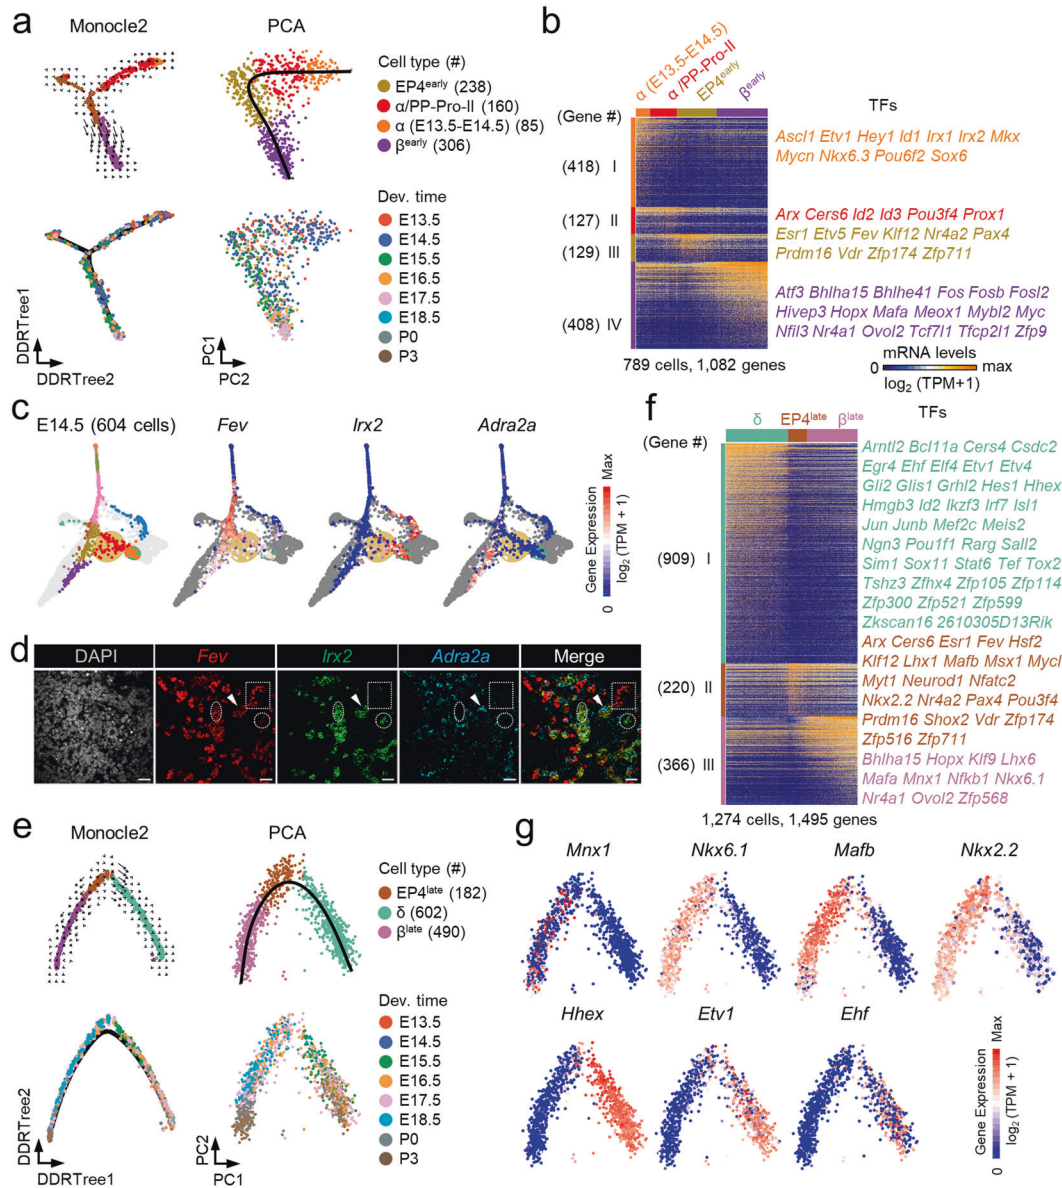 a
Monocle2
PCA
Cell type (#)
EP4early (238)
α/PP-Pro-II (160)
α (E13.5-E14.5) (85)
βearly (306)
Dev. time
E13.5
E14.5
E15.5
E16.5
E17.5
E18.5
P0
P3
DDRTree1
DDRTree2
PC1
PC2
b
α (E13.5-E14.5)
α/PP-Pro-II
EP4early
βearly
TFs
(Gene #)
(418) I
(127) II
(129) III
(408) IV
Ascl1 Etv1 Hey1 Id1 Irx1 Irx2 Mkx
Mycn Nkx6.3 Pou6f2 Sox6
Arx Cers6 Id2 Id3 Pou3f4 Prox1
Esr1 Etv5 Fev Klf12 Nr4a2 Pax4
Prdm16 Vdr Zfp174 Zfp711
Atf3 Bhlha15 Bhlhe41 Fos Fosb Fosl2
Hivep3 Hopx Mafa Meox1 Mybl2 Myc
Nfil3 Nr4a1 Ovol2 Tcf7l1 Tfcp2l1 Zfp9
789 cells, 1,082 genes
mRNA levels
0 max
log2 (TPM+1)
c
E14.5 (604 cells)
Fev
Irx2
Adra2a
Gene Expression
log2 (TPM + 1)
0
Max
d
DAPI
Fev
Irx2
Adra2a
Merge
e
Monocle2
PCA
Cell type (#)
EP4late (182)
δ (602)
βlate (490)
Dev. time
E13.5
E14.5
E15.5
E16.5
E17.5
E18.5
P0
P3
DDRTree2
DDRTree1
PC2
PC1
f
δ
EP4late
βlate
TFs
(Gene #)
(909) I
(220) II
(366) III
Arntl2 Bcl11a Cers4 Csdc2
Egr4 Ehf Elf4 Etv1 Etv4
Gli2 Glis1 Grhl2 Hes1 Hhex
Hmgb3 Id2 Ikzf3 Irf7 Isl1
Jun Junb Mef2c Meis2
Ngn3 Pou1f1 Rarg Sall2
Sim1 Sox11 Stat6 Tef Tox2
Tshz3 Zfhx4 Zfp105 Zfp114
Zfp300 Zfp521 Zfp599
Zkscan16 2610305D13Rik
Arx Cers6 Esr1 Fev Hsf2
Klf12 Lhx1 Mafb Msx1 Mycl
Myt1 Neurod1 Nfatc2
Nkx2.2 Nr4a2 Pax4 Pou3f4
Prdm16 Shox2 Vdr Zfp174
Zfp516 Zfp711
Bhlha15 Hopx Klf9 Lhx6
Mafa Mnx1 Nfkb1 Nkx6.1
Nr4a1 Ovol2 Zfp568
1,274 cells, 1,495 genes
g
Mnx1
Nkx6.1
Mafb
Nkx2.2
Hhex
Etv1
Ehf
Gene Expression
log2 (TPM + 1)
0
Max